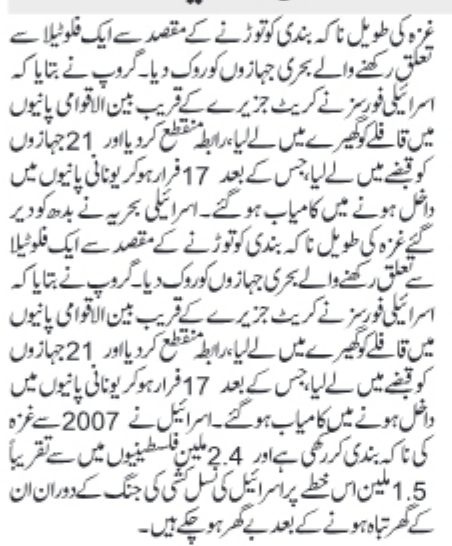 غزہ کی طویل ناکہ بندی کو توڑنے کے مقصد سے ایک فلوٹیلا سے
تعلق رکھنے والے بحری جہازوں کو روک دیا۔ گروپ نے بتایا کہ
اسرائیلی فورسز نے کریٹ جزیرے کے قریب بین الاقوامی پانیوں
میں قافلے کو گھیرے میں لے لیا، رابطہ منقطع کر دیا اور 21 جہازوں
کو قبضے میں لے لیا، جس کے بعد 17 فرار ہو کر یونانی پانیوں میں
داخل ہونے میں کامیاب ہو گئے۔ اسرائیلی بحریہ نے بدھ کو دیر
گئے غزہ کی طویل ناکہ بندی کو توڑنے کے مقصد سے ایک فلوٹیلا
سے تعلق رکھنے والے بحری جہازوں کو روک دیا۔ گروپ نے بتایا کہ
اسرائیلی فورسز نے کریٹ جزیرے کے قریب بین الاقوامی پانیوں
میں قافلے کو گھیرے میں لے لیا، رابطہ منقطع کر دیا اور 21 جہازوں
کو قبضے میں لے لیا، جس کے بعد 17 فرار ہو کر یونانی پانیوں میں
داخل ہونے میں کامیاب ہو گئے۔ اسرائیل نے 2007 سے غزہ
کی ناکہ بندی کر رکھی ہے اور 2.4 ملین فلسطینیوں میں سے تقریباً
1.5 ملین اس خطے پر اسرائیل کی نسل کشی کی جنگ کے دوران ان
کے گھر تباہ ہونے کے بعد بے گھر ہو چکے ہیں۔